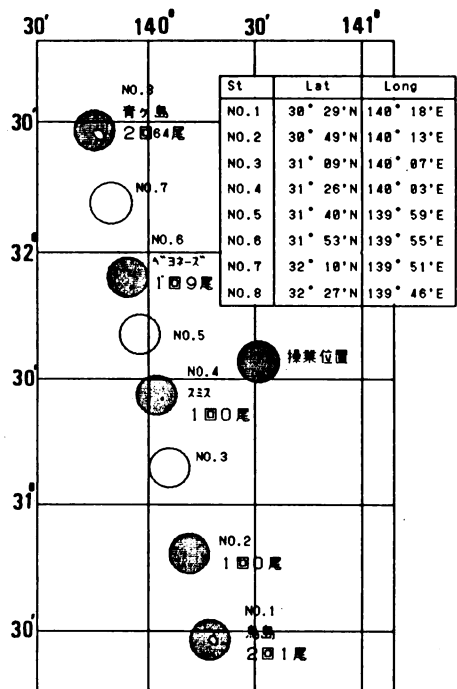 30′ 140° 30′ 141°
St Lat Long
NO.1 30° 29'N 140° 18'E
NO.2 30° 49'N 140° 13'E
NO.3 31° 09'N 140° 07'E
NO.4 31° 26'N 140° 03'E
NO.5 31° 40'N 139° 59'E
NO.6 31° 53'N 139° 55'E
NO.7 32° 10'N 139° 51'E
NO.8 32° 27'N 139° 46'E
NO.8
青ヶ島
30′
2回64尾
NO.7
NO.6
32°
ベヨネーズ
1回9尾
NO.5
操業位置
30′
NO.4
スミス
1回0尾
NO.3
31°
NO.2
1回0尾
NO.1
30′
鳥島
2回1尾